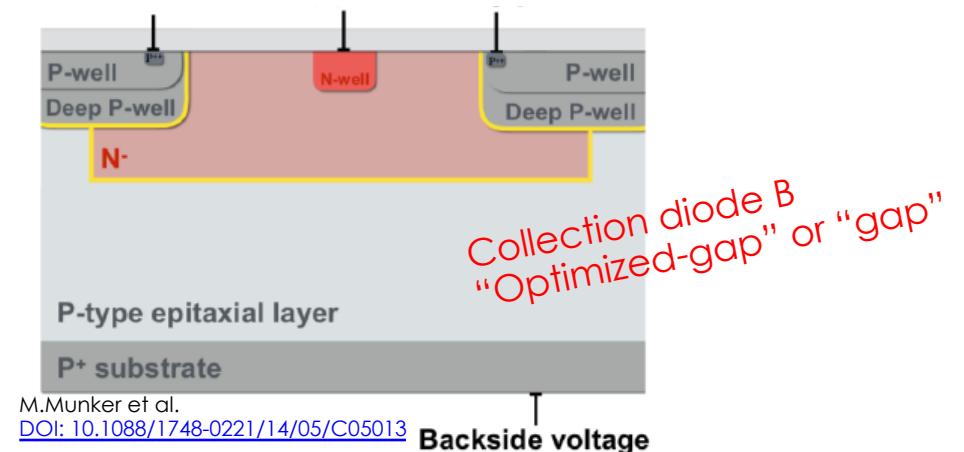 P-well
P++
N-well
P++
P-well
Deep P-well
Deep P-well
N-
Collection diode B
“Optimized-gap” or “gap”
P-type epitaxial layer
P+ substrate
M.Munker et al.
DOI: 10.1088/1748-0221/14/05/C05013
Backside voltage